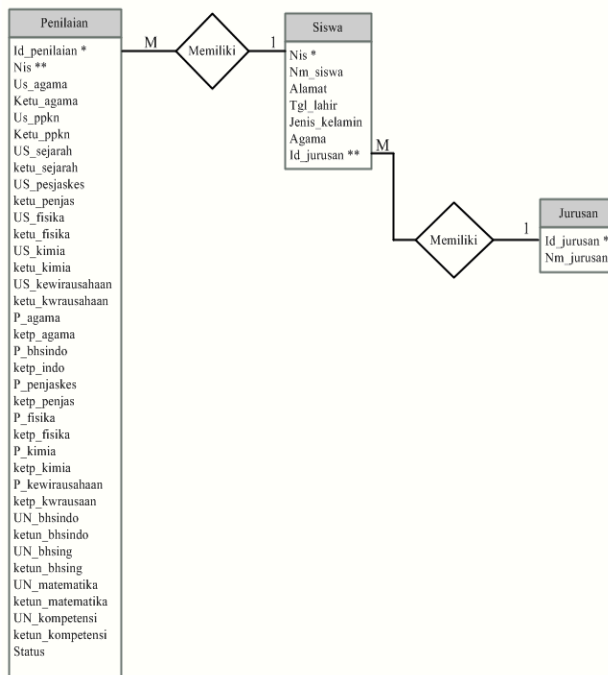 Penilaian
Id_penilaian *
Nis **
Us_agama
Ketu_agama
Us_ppkn
Ketu_ppkn
US_sejarah
ketu_sejarah
US_pesjaskes
ketu_penjas
US_fisika
ketu_fisika
US_kimia
ketu_kimia
US_kewirausahaan
ketu_kwrausahaan
P_agama
ketp_agama
P_bhsindo
ketp_indo
P_penjaskes
ketp_penjas
P_fisika
ketp_fisika
P_kimia
ketp_kimia
P_kewirausahaan
ketp_kwrausaan
UN_bhsindo
ketun_bhsindo
UN_bhsing
ketun_bhsing
UN_matematika
ketun_matematika
UN_kompetensi
ketun_kompetensi
Status
M
Memiliki
1
Siswa
Nis *
Nm_siswa
Alamat
Tgl_lahir
Jenis_kelamin
Agama
Id_jurusan **
M
Memiliki
1
Jurusan
Id_jurusan *
Nm_jurusan